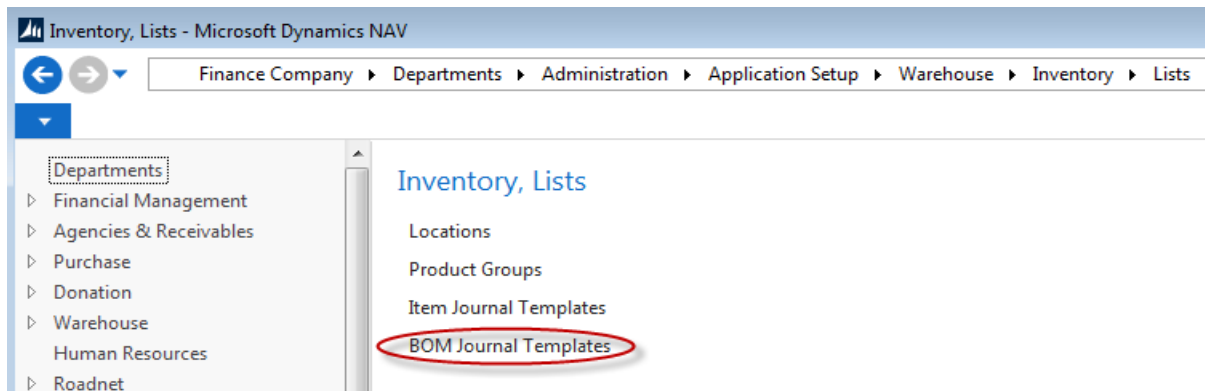 Inventory, Lists - Microsoft Dynamics NAV
Finance Company Departments Administration Application Setup Warehouse Inventory Lists
Departments
Financial Management
Agencies & Receivables
Purchase
Donation
Warehouse
Human Resources
Roadnet
Inventory, Lists
Locations
Product Groups
Item Journal Templates
BOM Journal Templates